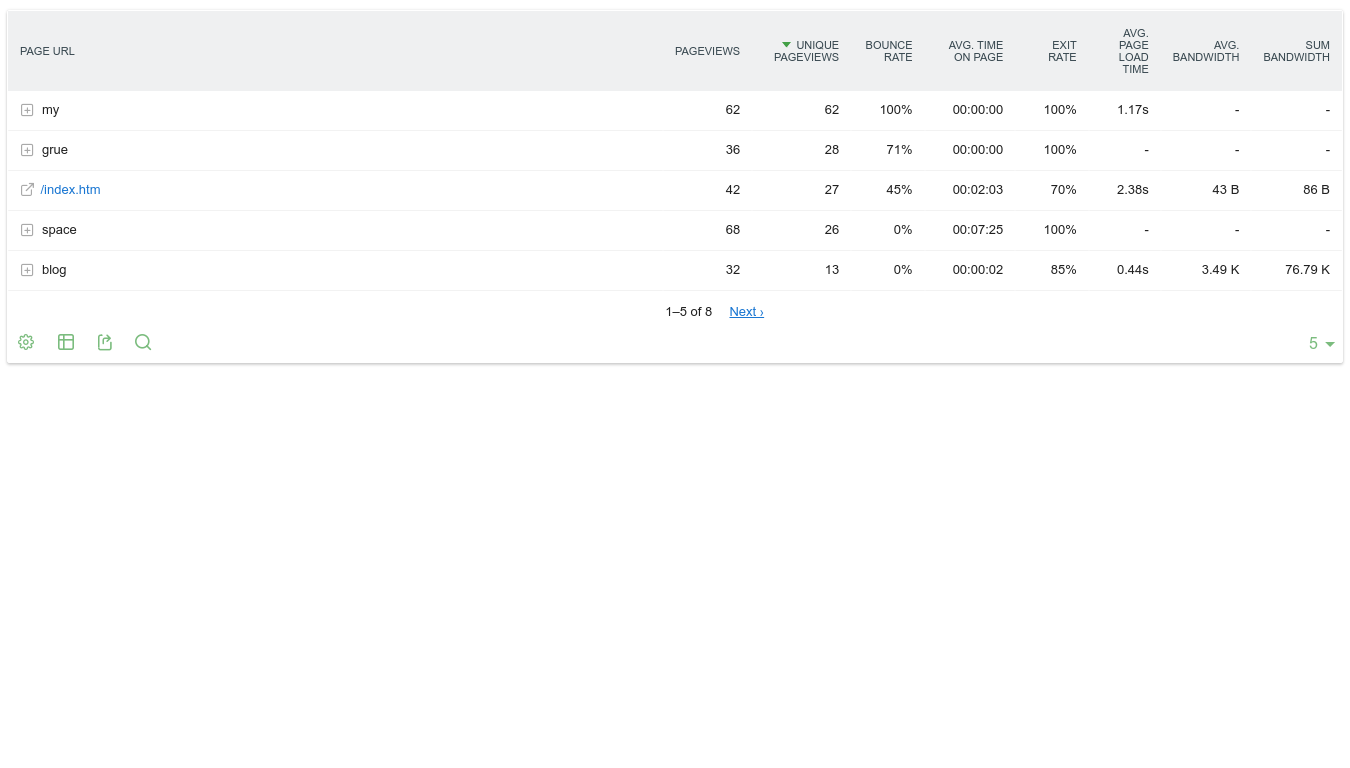 PAGE URL PAGEVIEWS UNIQUE PAGEVIEWS BOUNCE RATE AVG. TIME ON PAGE EXIT RATE AVG. PAGE LOAD TIME AVG. BANDWIDTH SUM BANDWIDTH
my 62 62 100% 00:00:00 100% 1.17s - -
grue 36 28 71% 00:00:00 100% - - -
/index.htm 42 27 45% 00:02:03 70% 2.38s 43 B 86 B
space 68 26 0% 00:07:25 100% - - -
blog 32 13 0% 00:00:02 85% 0.44s 3.49 K 76.79 K
1–5 of 8 Next ›
5